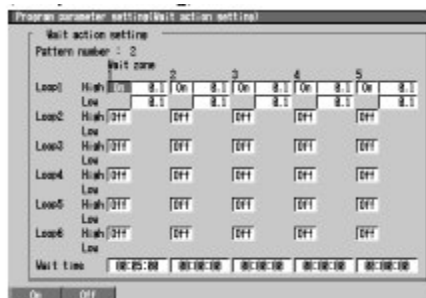 Program parameter setting(Wait action setting)
Wait action setting
Pattern number : 2
Wait zone
1 2 3 4 5
Loop1 High On 0.1 On 0.1 On 0.1 On 0.1 On 0.1
Low 0.1 0.1 0.1 0.1 0.1
Loop2 High Off Off Off Off Off
Low
Loop3 High Off Off Off Off Off
Low
Loop4 High Off Off Off Off Off
Low
Loop5 High Off Off Off Off Off
Low
Loop6 High Off Off Off Off Off
Low
Wait time 00:05:00 00:00:00 00:00:00 00:00:00 00:00:00
On Off